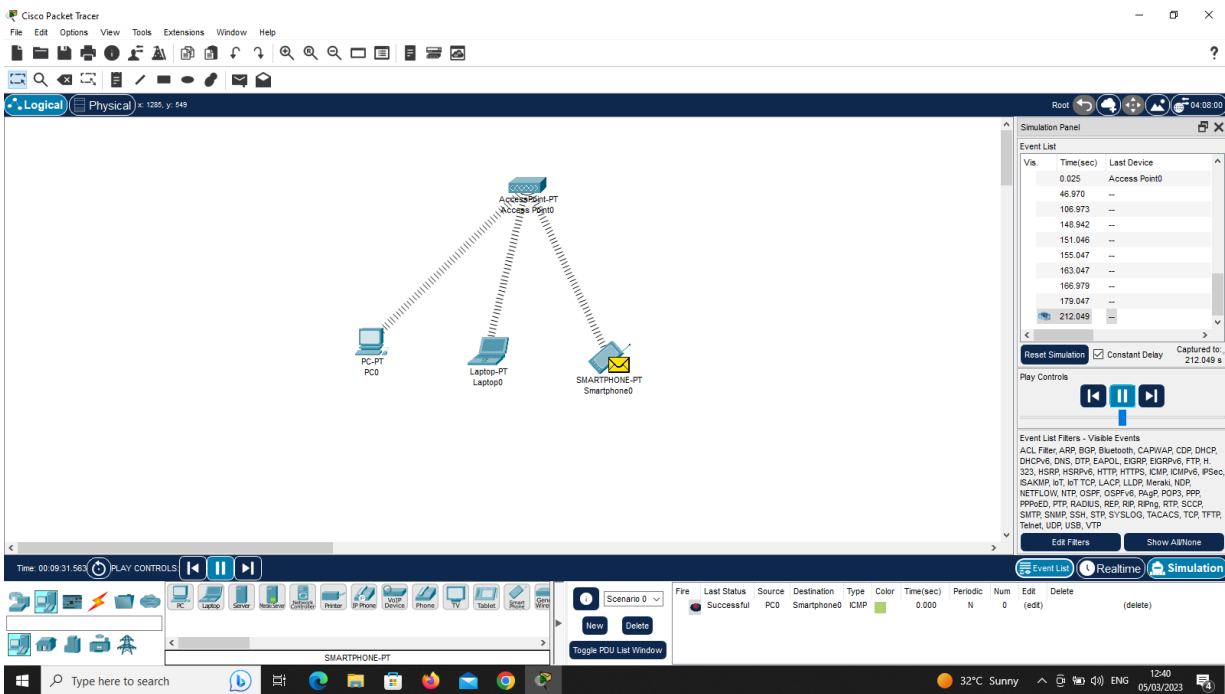 Cisco Packet Tracer
File Edit Options View Tools Extensions Window Help
?
Logical Physical x: 1285, y: 549 Root 04:08:00
Simulation Panel
Event List
Vis. Time(sec) Last Device
0.025 Access Point0
46.970 --
106.973 --
148.942 --
151.046 --
155.047 --
163.047 --
166.979 --
179.047 --
212.049 --
Reset Simulation Constant Delay Captured to:
212.049 s
Play Controls
Event List Filters - Visible Events
ACL Filter, ARP, BGP, Bluetooth, CAPWAP, CDP, DHCP,
DHCPv6, DNS, DTP, EAPOL, EIGRP, EIGRPv6, FTP, H.
323, HSRP, HSRPv6, HTTP, HTTPS, ICMP, ICMPv6, IPSec,
ISAKMP, IoT, IoT TCP, LACP, LLDP, Meraki, NDP,
NETFLOW, NTP, OSPF, OSPFv6, PAgP, POP3, PPP,
PPPoED, PTP, RADIUS, REP, RIP, RIPng, RTP, SCCP,
SMTP, SNMP, SSH, STP, SYSLOG, TACACS, TCP, TFTP,
Telnet, UDP, USB, VTP
Edit Filters Show All/None
AccessPoint-PT
Access Point0
PC-PT
PC0
Laptop-PT
Laptop0
SMARTPHONE-PT
Smartphone0
Time: 00:09:31.563 PLAY CONTROLS: Event List Realtime Simulation
PC Laptop Server Meraki Server Network Controller Printer IP Phone VoIP Device Phone TV Tablet Smart Phone
SMARTPHONE-PT
Scenario 0
New Delete
Toggle PDU List Window
Fire Last Status Source Destination Type Color Time(sec) Periodic Num Edit Delete
Successful PC0 Smartphone0 ICMP 0.000 N 0 (edit) (delete)
Type here to search
32°C Sunny ENG 12:40
05/03/2023
4